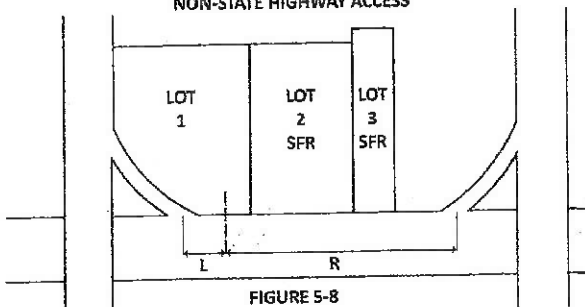 NON-STATE HIGHWAY ACCESS
LOT
1
LOT
2
SFR
LOT
3
SFR
L
R
FIGURE 5-8